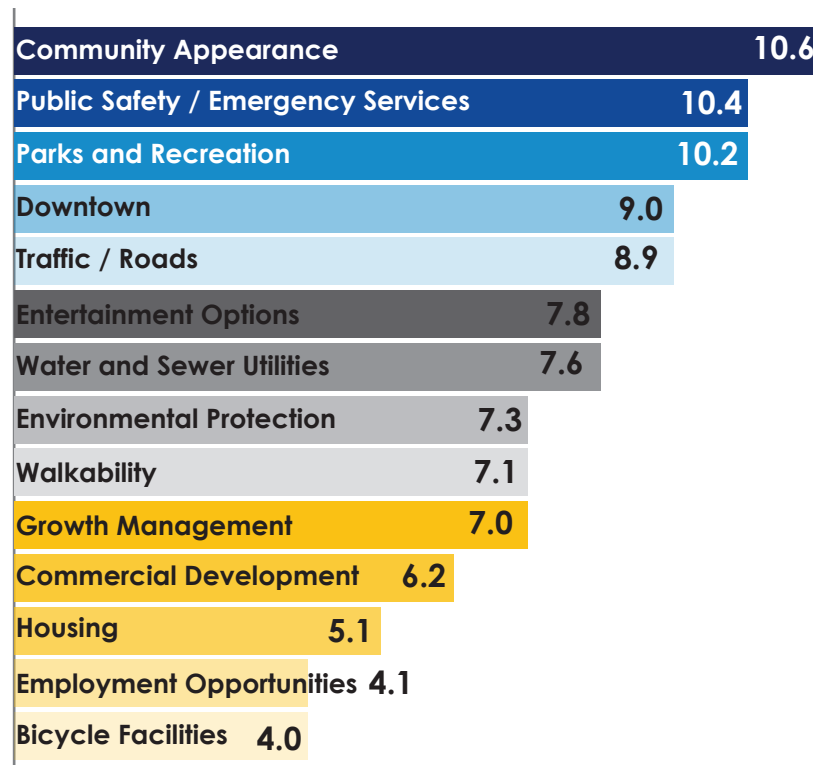 Community Appearance 10.6
Public Safety / Emergency Services 10.4
Parks and Recreation 10.2
Downtown 9.0
Traffic / Roads 8.9
Entertainment Options 7.8
Water and Sewer Utilities 7.6
Environmental Protection 7.3
Walkability 7.1
Growth Management 7.0
Commercial Development 6.2
Housing 5.1
Employment Opportunities 4.1
Bicycle Facilities 4.0